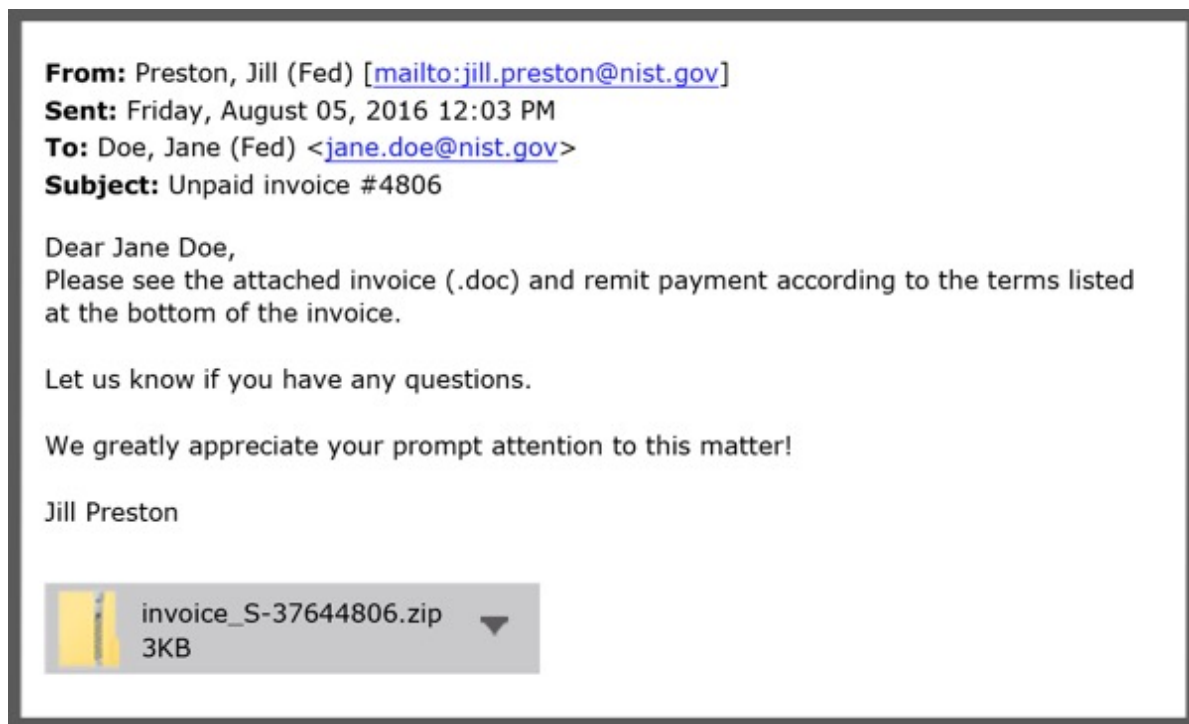 From: Preston, Jill (Fed) [mailto:jill.preston@nist.gov]
Sent: Friday, August 05, 2016 12:03 PM
To: Doe, Jane (Fed) <jane.doe@nist.gov>
Subject: Unpaid invoice #4806
Dear Jane Doe,
Please see the attached invoice (.doc) and remit payment according to the terms listed
at the bottom of the invoice.
Let us know if you have any questions.
We greatly appreciate your prompt attention to this matter!
Jill Preston
invoice_S-37644806.zip
3KB